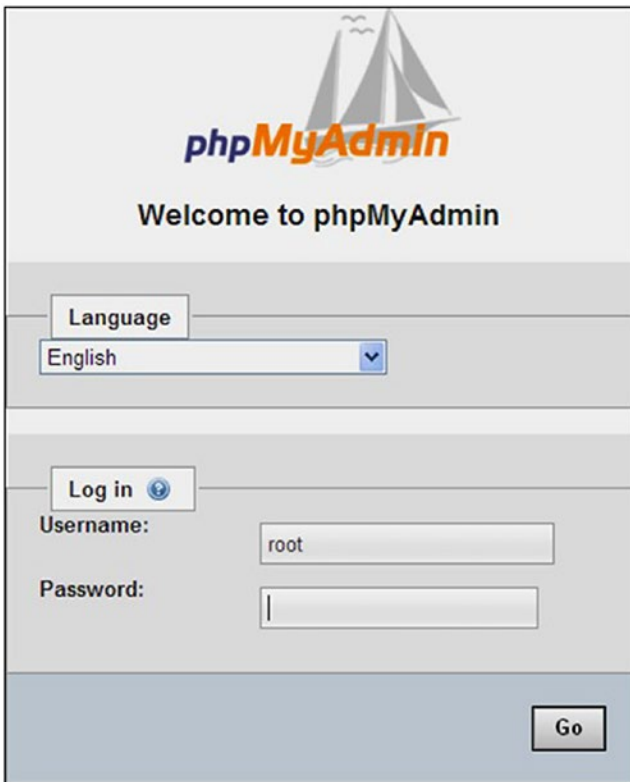 phpMyAdmin
Welcome to phpMyAdmin
Language
English
Log in
Username:
root
Password:
Go